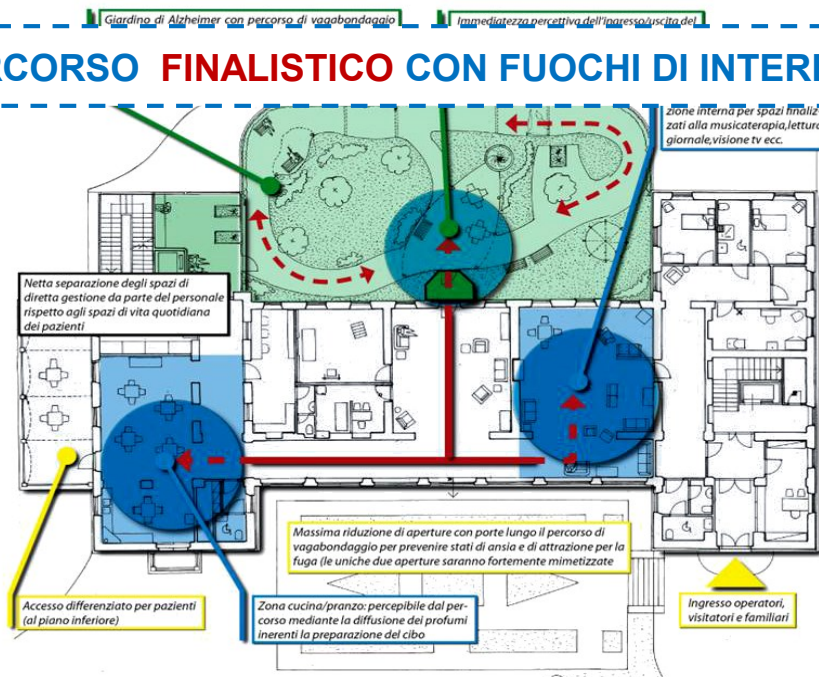 Giardino di Alzheimer con percorso di vagabondaggio
Immediatezza percettiva dell'ingresso/uscita del
RCORSO FINALISTICO CON FUOCHI DI INTER
zione interna per spazi finaliz-
zati alla musicaterapia,lettura
giornale,visione tv ecc.
Netta separazione degli spazi di
diretta gestione da parte del personale
rispetto agli spazi di vita quotidiana
dei pazienti
Massima riduzione di aperture con porte lungo il percorso di
vagabondaggio per prevenire stati di ansia e di attrazione per la
fuga (le uniche due aperture saranno fortemente mimetizzate
Accesso differenziato per pazienti
(al piano inferiore)
Zona cucina/pranzo: percepibile dal per-
corso mediante la diffusione dei profumi
inerenti la preparazione del cibo
Ingresso operatori,
visitatori e familiari